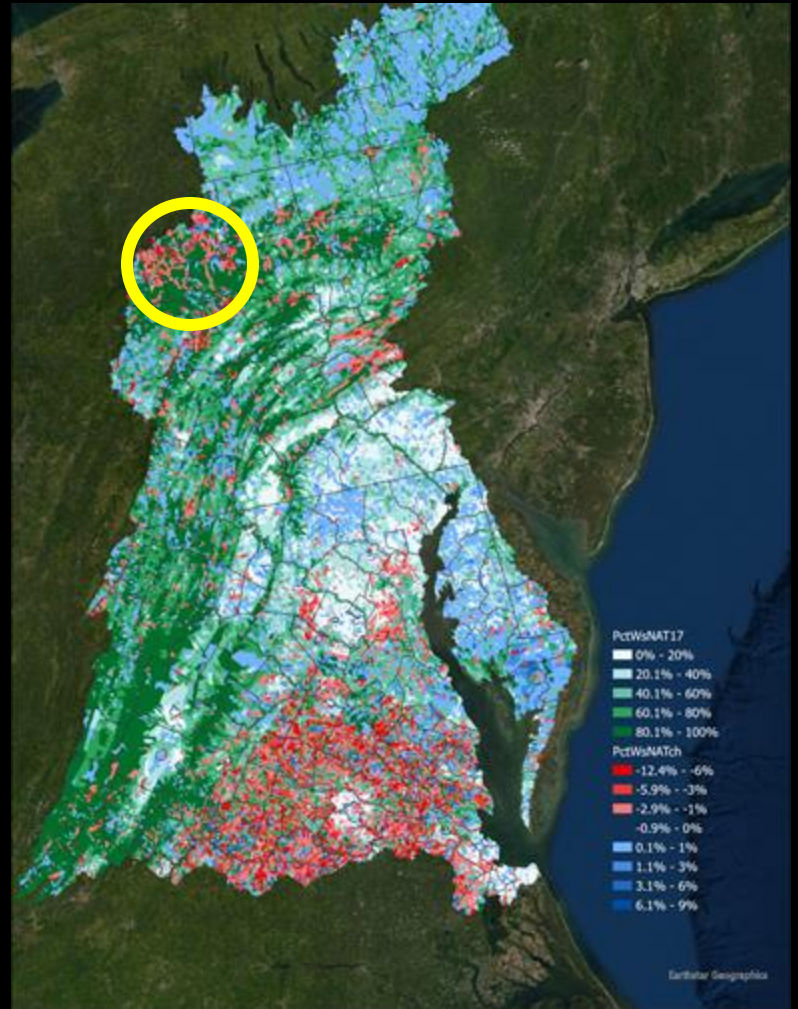 PctWsNAT17
0% - 20%
20.1% - 40%
40.1% - 60%
60.1% - 80%
80.1% - 100%
PctWsNATch
-12.4% - -6%
-5.9% - -3%
-2.9% - -1%
-0.9% - 0%
0.1% - 1%
1.1% - 3%
3.1% - 6%
6.1% - 9%
Earthstar Geographics